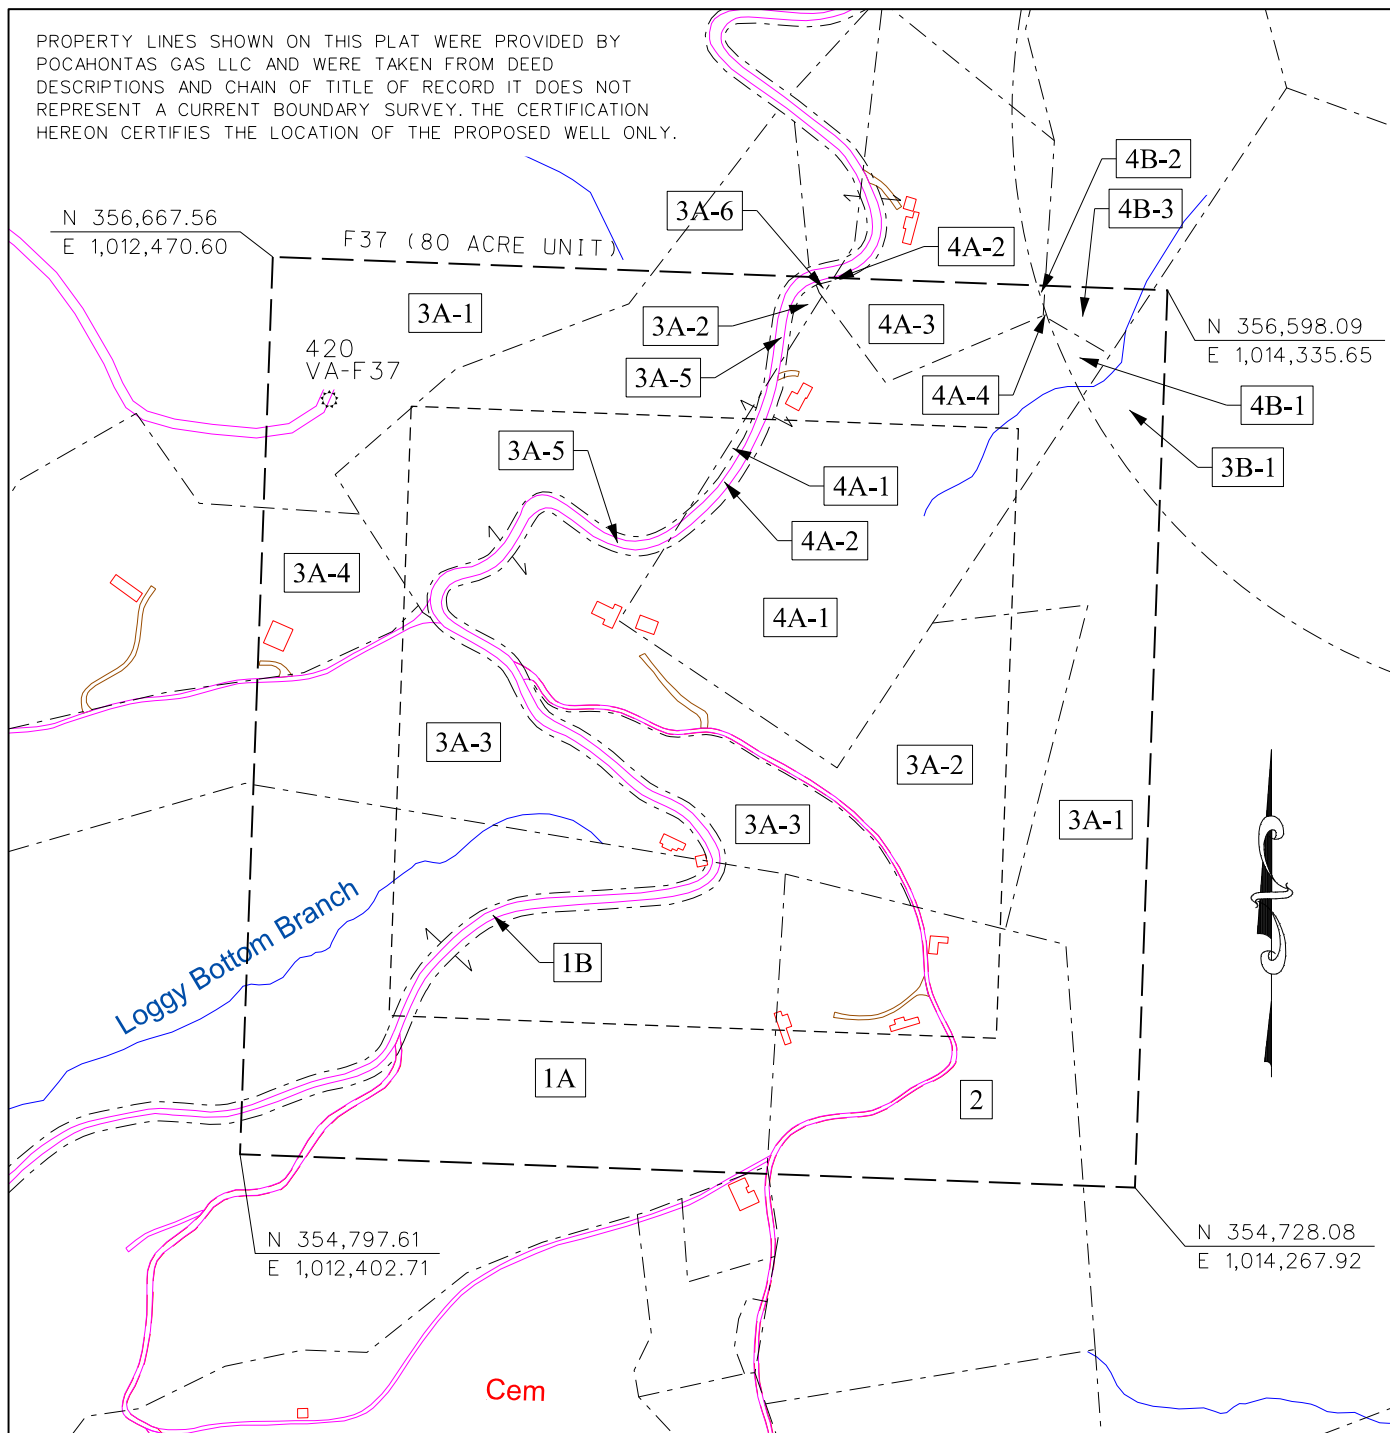 PROPERTY LINES SHOWN ON THIS PLAT WERE PROVIDED BY
POCAHONTAS GAS LLC AND WERE TAKEN FROM DEED
DESCRIPTIONS AND CHAIN OF TITLE OF RECORD IT DOES NOT
REPRESENT A CURRENT BOUNDARY SURVEY. THE CERTIFICATION
HEREON CERTIFIES THE LOCATION OF THE PROPOSED WELL ONLY.
4B-2
N 356,667.56
E 1,012,470.60
3A-6
4B-3
F37 (80 ACRE UNIT)
4A-2
3A-1
3A-2
4A-3
N 356,598.09
E 1,014,335.65
420
VA-F37
3A-5
4A-4
4B-1
3A-5
3B-1
4A-1
4A-2
3A-4
4A-1
3A-3
3A-2
3A-3
3A-1
Loggy Bottom Branch
1B
1A
2
N 354,797.61
E 1,012,402.71
N 354,728.08
E 1,014,267.92
Cem